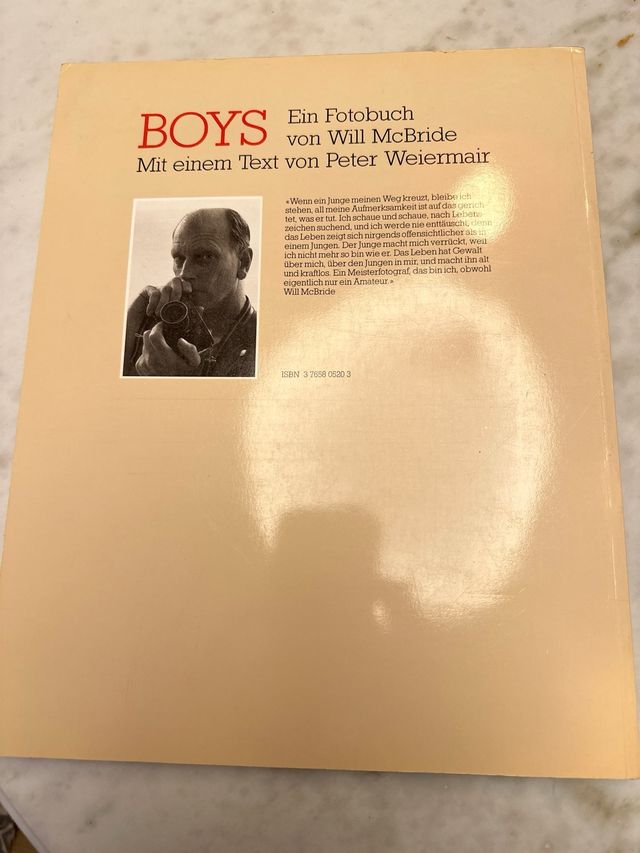 BOYS
Ein Fotobuch
von Will McBride
Mit einem Text von Peter Weiermair
«Wenn ein Junge meinen Weg kreuzt, bleibe ich
stehen, all meine Aufmerksamkeit ist auf das gerich-
tet, was er tut. Ich schaue und schaue, nach Lebens-
zeichen suchend, und ich werde nie enttäuscht, denn
das Leben zeigt sich nirgends offensichtlicher als in
einem Jungen. Der Junge macht mich verrückt, weil
ich nicht mehr so bin wie er. Das Leben hat Gewalt
über mich, über den Jungen in mir, und macht ihn alt
und kraftlos. Ein Meisterfotograf, das bin ich, obwohl
eigentlich nur ein Amateur.»
Will McBride
ISBN 3 7658 0520 3